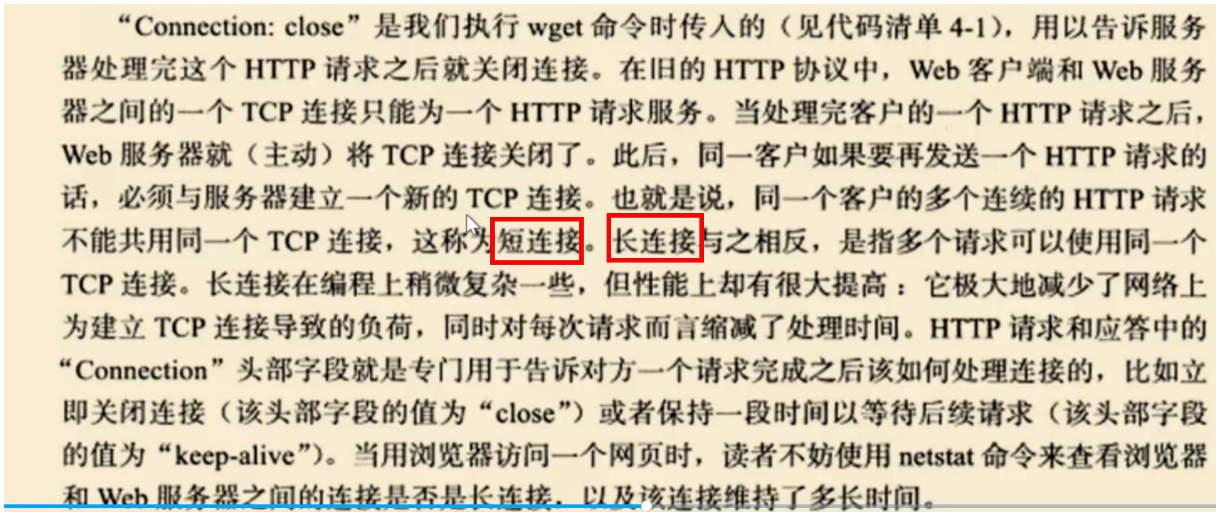 “Connection: close”是我们执行 wget 命令时传人的（见代码清单 4-1），用以告诉服务
器处理完这个 HTTP 请求之后就关闭连接。在旧的 HTTP 协议中，Web 客户端和 Web 服务
器之间的一个 TCP 连接只能为一个 HTTP 请求服务。当处理完客户的一个 HTTP 请求之后，
Web 服务器就（主动）将 TCP 连接关闭了。此后，同一客户如果要再发送一个 HTTP 请求的
话，必须与服务器建立一个新的 TCP 连接。也就是说，同一个客户的多个连续的 HTTP 请求
不能共用同一个 TCP 连接，这称为短连接。长连接与之相反，是指多个请求可以使用同一个
TCP 连接。长连接在编程上稍微复杂一些，但性能上却有很大提高：它极大地减少了网络上
为建立 TCP 连接导致的负荷，同时对每次请求而言缩减了处理时间。HTTP 请求和应答中的
“Connection”头部字段就是专门用于告诉对方一个请求完成之后该如何处理连接的，比如立
即关闭连接（该头部字段的值为“close”）或者保持一段时间以等待后续请求（该头部字段
的值为“keep-alive”）。当用浏览器访问一个网页时，读者不妨使用 netstat 命令来查看浏览器
和 Web 服务器之间的连接是否是长连接，以及该连接维持了多长时间。